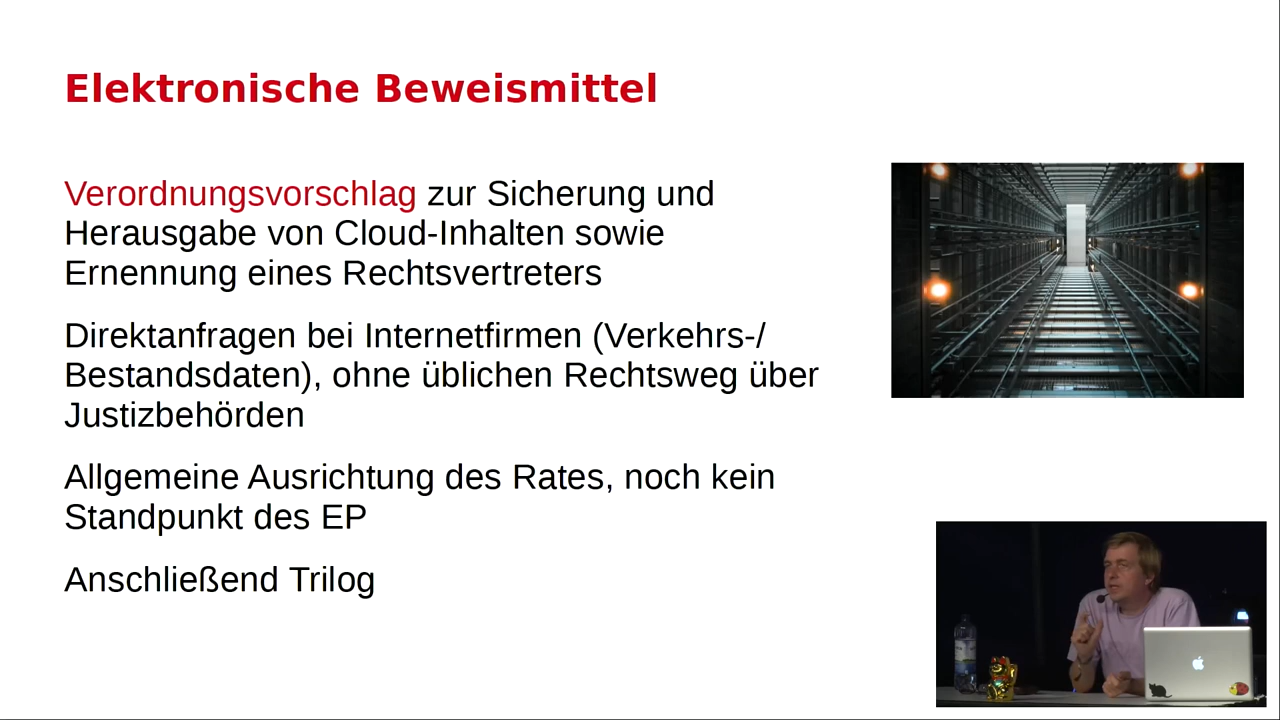 Elektronische Beweismittel
Verordnungsvorschlag zur Sicherung und
Herausgabe von Cloud-Inhalten sowie
Ernennung eines Rechtsvertreters
Direktanfragen bei Internetfirmen (Verkehrs-/
Bestandsdaten), onne üblichen Rechtsweg über
Justizbehörden
Allgemeine Ausrichtung des Rates, noch kein
Standpunkt des EP
Anschließend Trilog